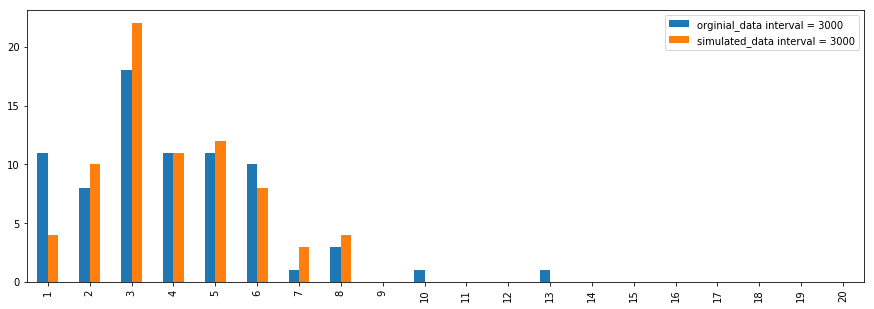 orginial_data interval = 3000
simulated_data interval = 3000
20
15
10
5
0
1 2 3 4 5 6 7 8 9 10 11 12 13 14 15 16 17 18 19 20